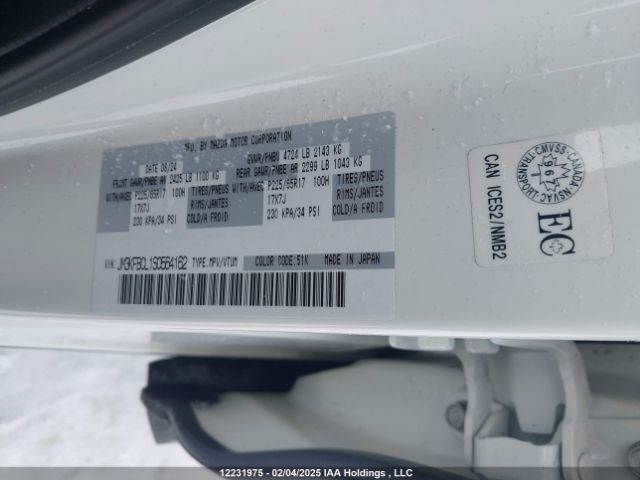 MFD. BY MAZDA MOTOR CORPORATION
DATE 08/24 GVWR/PNBV 4724 LB 2143 KG
FRONT GAWR/PNBE AV 2425 LB 1100 KG REAR GAWR/PNBE AR 2299 LB 1043 KG
WITH/AVEC P225/65R17 100H TIRES/PNEUS WITH/AVEC P225/65R17 100H TIRES/PNEUS
17X7J RIMS/JANTES 17X7J RIMS/JANTES
230 KPA/34 PSI COLD/A FROID 230 KPA/34 PSI COLD/A FROID
VIN: JM3KFBCL1S0564162 TYPE:MPV/VTUM COLOR CODE:51K MADE IN JAPAN
CAN ICES2/NMB2
TRANSPORT-CMVSS-CANADA-NSVAC
967
EC
12231975 - 02/04/2025 IAA Holdings , LLC